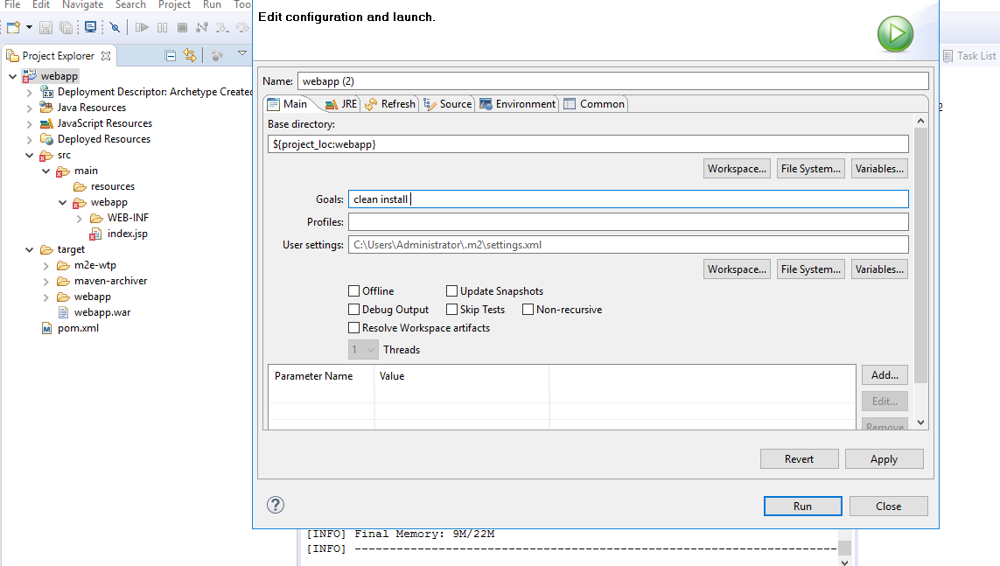 File Edit Navigate Search Project Run
Edit configuration and launch.
Project Explorer
Task List
webapp
Deployment Descriptor: Archetype Created
Java Resources
JavaScript Resources
Deployed Resources
src
main
resources
webapp
WEB-INF
index.jsp
target
m2e-wtp
maven-archiver
webapp
webapp.war
pom.xml
Name: webapp (2)
Main JRE Refresh Source Environment Common
Base directory:
${project_loc:webapp}
Workspace... File System... Variables...
Goals: clean install
Profiles:
User settings: C:\Users\Administrator\.m2\settings.xml
Workspace... File System... Variables...
Offline Update Snapshots
Debug Output Skip Tests Non-recursive
Resolve Workspace artifacts
1 Threads
Parameter Name Value
Add...
Edit...
Remove
Revert Apply
Run Close
[INFO] Final Memory: 9M/22M
[INFO] ------------------------------------------------------------------------